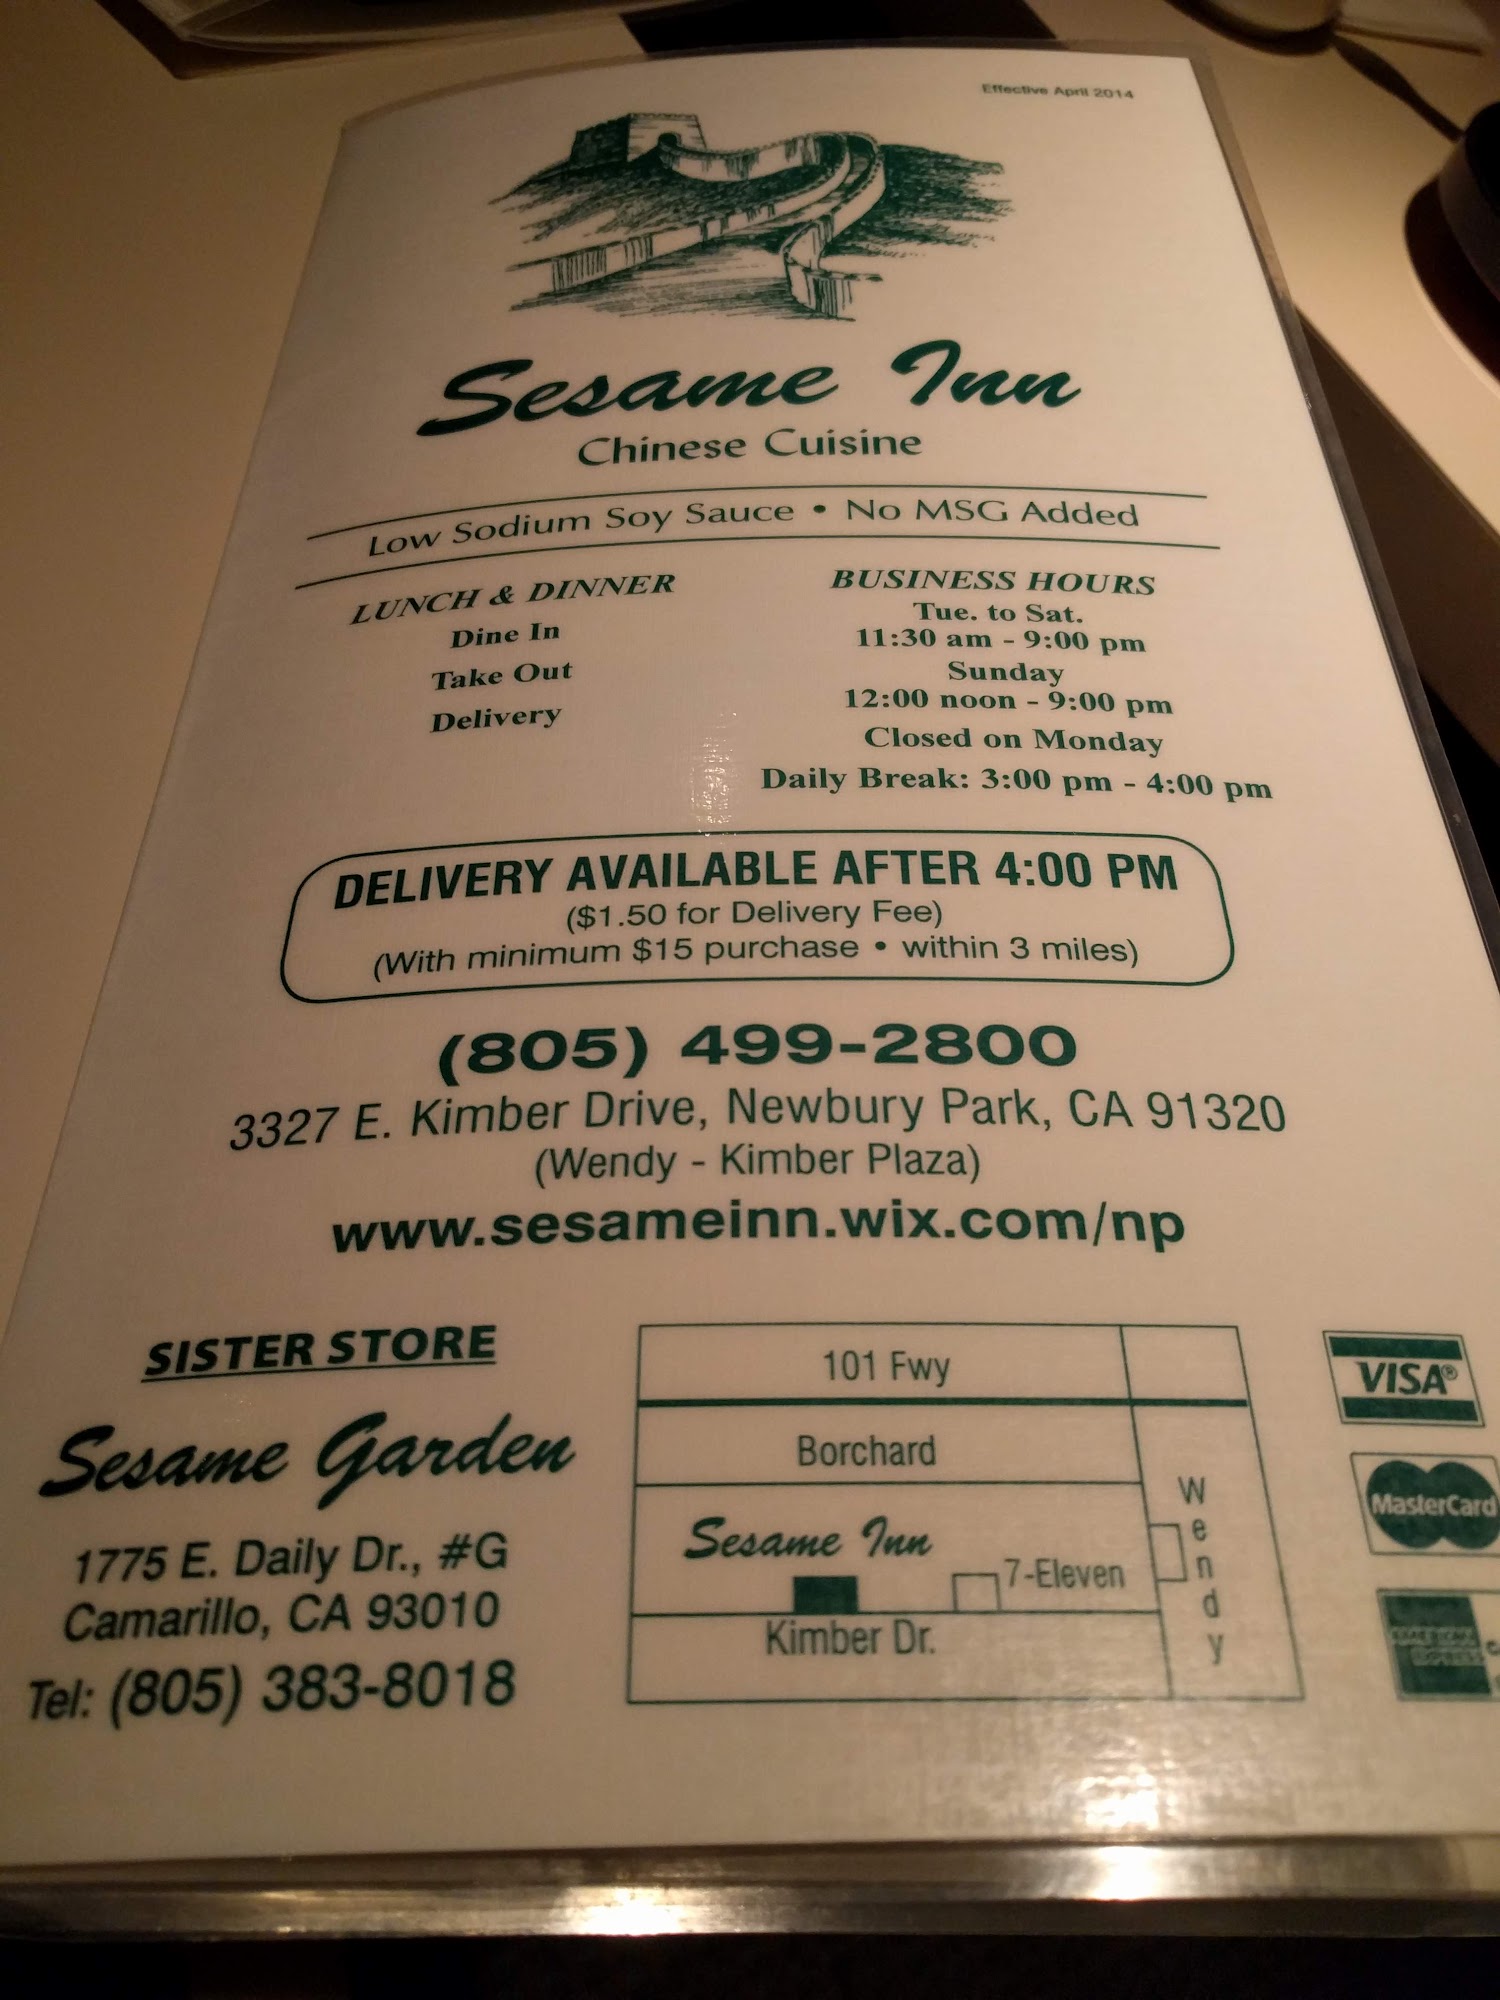 Effective April 2014
Sesame Inn
Chinese Cuisine
Low Sodium Soy Sauce • No MSG Added
LUNCH & DINNER
Dine In
Take Out
Delivery
BUSINESS HOURS
Tue. to Sat.
11:30 am - 9:00 pm
Sunday
12:00 noon - 9:00 pm
Closed on Monday
Daily Break: 3:00 pm - 4:00 pm
DELIVERY AVAILABLE AFTER 4:00 PM
($1.50 for Delivery Fee)
(With minimum $15 purchase • within 3 miles)
(805) 499-2800
3327 E. Kimber Drive, Newbury Park, CA 91320
(Wendy - Kimber Plaza)
www.sesameinn.wix.com/np
SISTER STORE
Sesame Garden
1775 E. Daily Dr., #G
Camarillo, CA 93010
Tel: (805) 383-8018
101 Fwy
Borchard
Sesame Inn
7-Eleven
Kimber Dr.
Wendy
VISA®
MasterCard
AMERICAN
EXPRESS